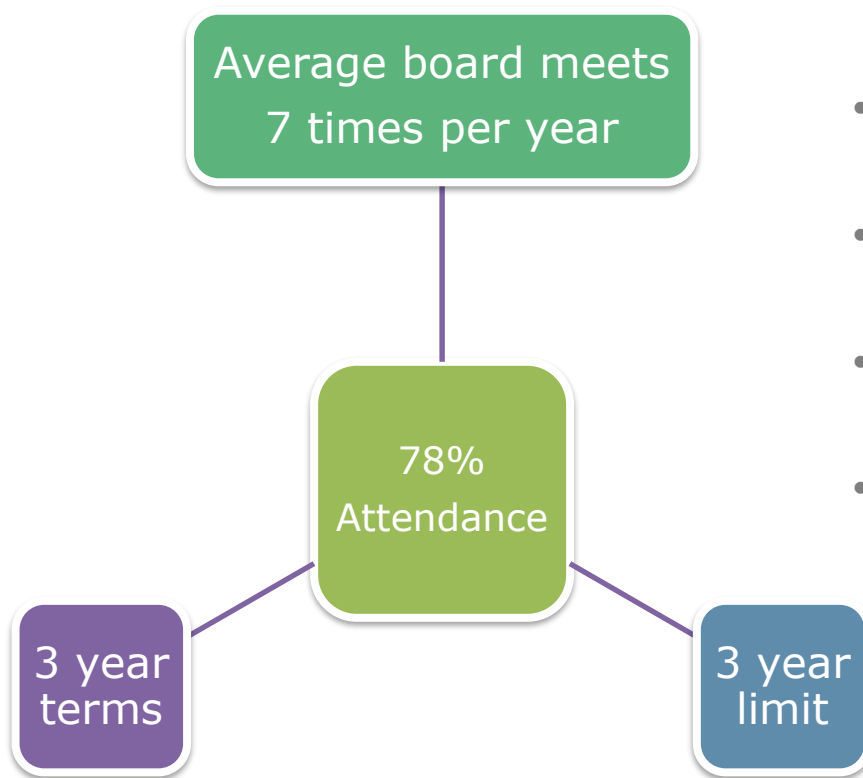 Average board meets
7 times per year
78%
Attendance
3 year
terms
3 year
limit